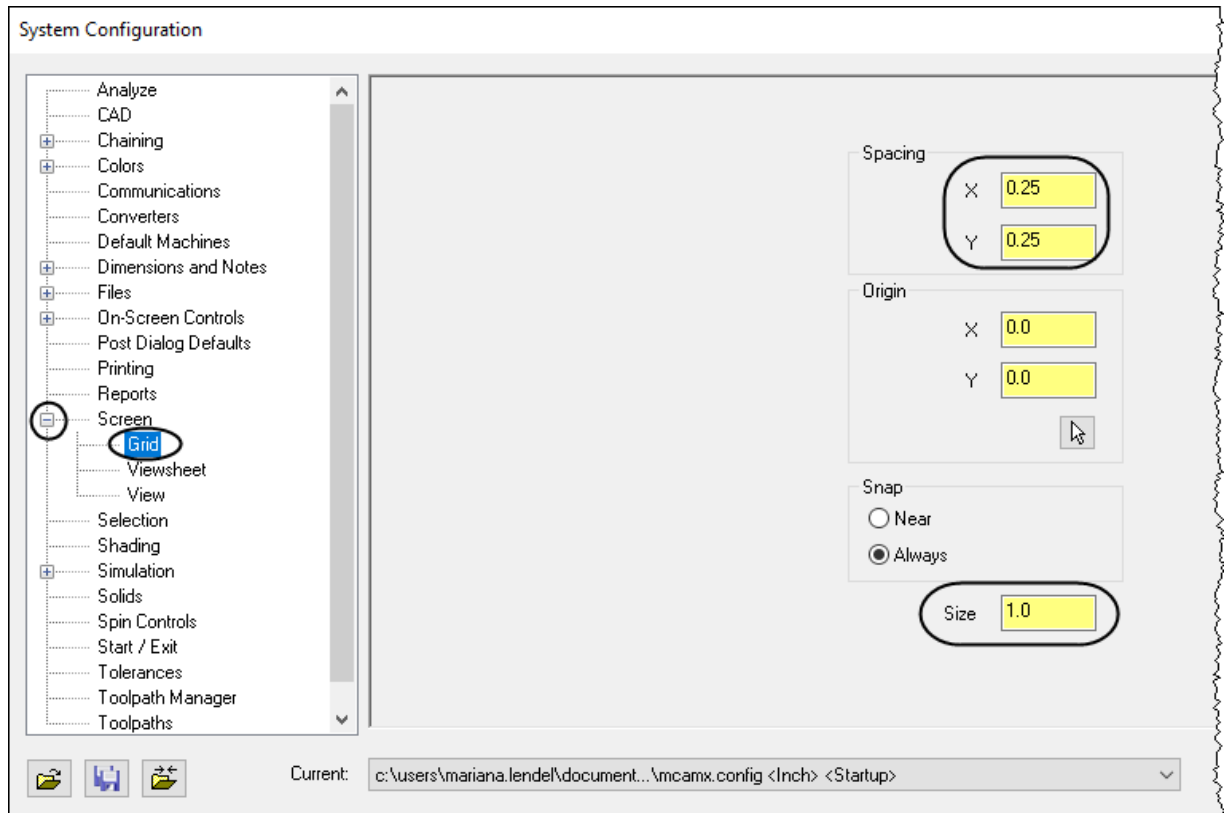 System Configuration
Analyze
CAD
Chaining
Colors
Communications
Converters
Default Machines
Dimensions and Notes
Files
On-Screen Controls
Post Dialog Defaults
Printing
Reports
Screen
Grid
Viewsheet
View
Selection
Shading
Simulation
Solids
Spin Controls
Start / Exit
Tolerances
Toolpath Manager
Toolpaths
Spacing
X 0.25
Y 0.25
Origin
X 0.0
Y 0.0
Snap
Near
Always
Size 1.0
Current: c:\users\mariana.lendel\document...\mcamx.config <Inch> <Startup>